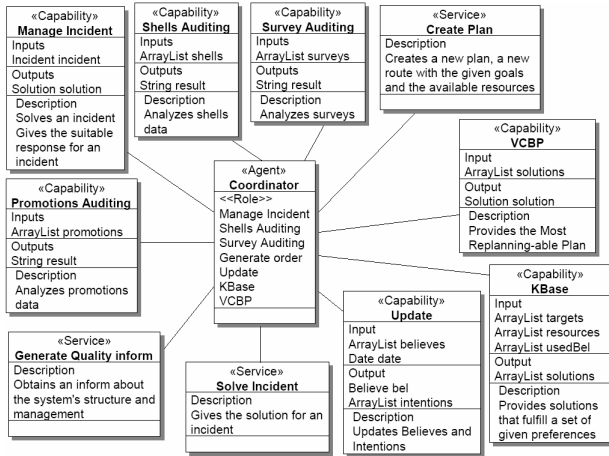 «Capability»
Manage Incident
Inputs
Incident incident
Outputs
Solution solution
Description
Solves an incident
Gives the suitable
response for an
incident
«Capability»
Shells Auditing
Inputs
ArrayList shells
Outputs
String result
Description
Analyzes shells
data
«Capability»
Survey Auditing
Inputs
ArrayList surveys
Outputs
String result
Description
Analyzes surveys
«Service»
Create Plan
Description
Creates a new plan, a new
route with the given goals
and the available resources
«Capability»
VCBP
Input
ArrayList solutions
Output
Solution solution
Description
Provides the Most
Replanning-able Plan
«Agent»
Coordinator
<<Role>>
Manage Incident
Shells Auditing
Survey Auditing
Generate order
Update
KBase
VCBP
«Capability»
Promotions Auditing
Inputs
ArrayList promotions
Outputs
String result
Description
Analyzes promotions
data
«Capability»
KBase
Input
ArrayList targets
ArrayList resources
ArrayList usedBel
Output
ArrayList solutions
Description
Provides solutions
that fulfill a set of
given preferences
«Capability»
Update
Input
ArrayList believes
Date date
Output
Believe bel
ArrayList intentions
Description
Updates Believes and
Intentions
«Service»
Generate Quality inform
Description
Obtains an inform about
the system's structure and
management
«Service»
Solve Incident
Description
Gives the solution for an
incident